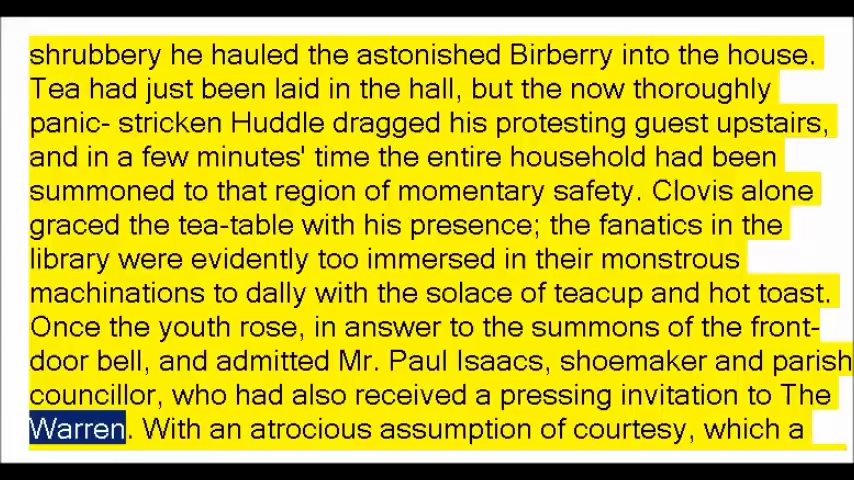 shrubbery he hauled the astonished Birberry into the house.
Tea had just been laid in the hall, but the now thoroughly
panic- stricken Huddle dragged his protesting guest upstairs,
and in a few minutes' time the entire household had been
summoned to that region of momentary safety. Clovis alone
graced the tea-table with his presence; the fanatics in the
library were evidently too immersed in their monstrous
machinations to dally with the solace of teacup and hot toast.
Once the youth rose, in answer to the summons of the front-
door bell, and admitted Mr. Paul Isaacs, shoemaker and parish
councillor, who had also received a pressing invitation to The
Warren. With an atrocious assumption of courtesy, which a